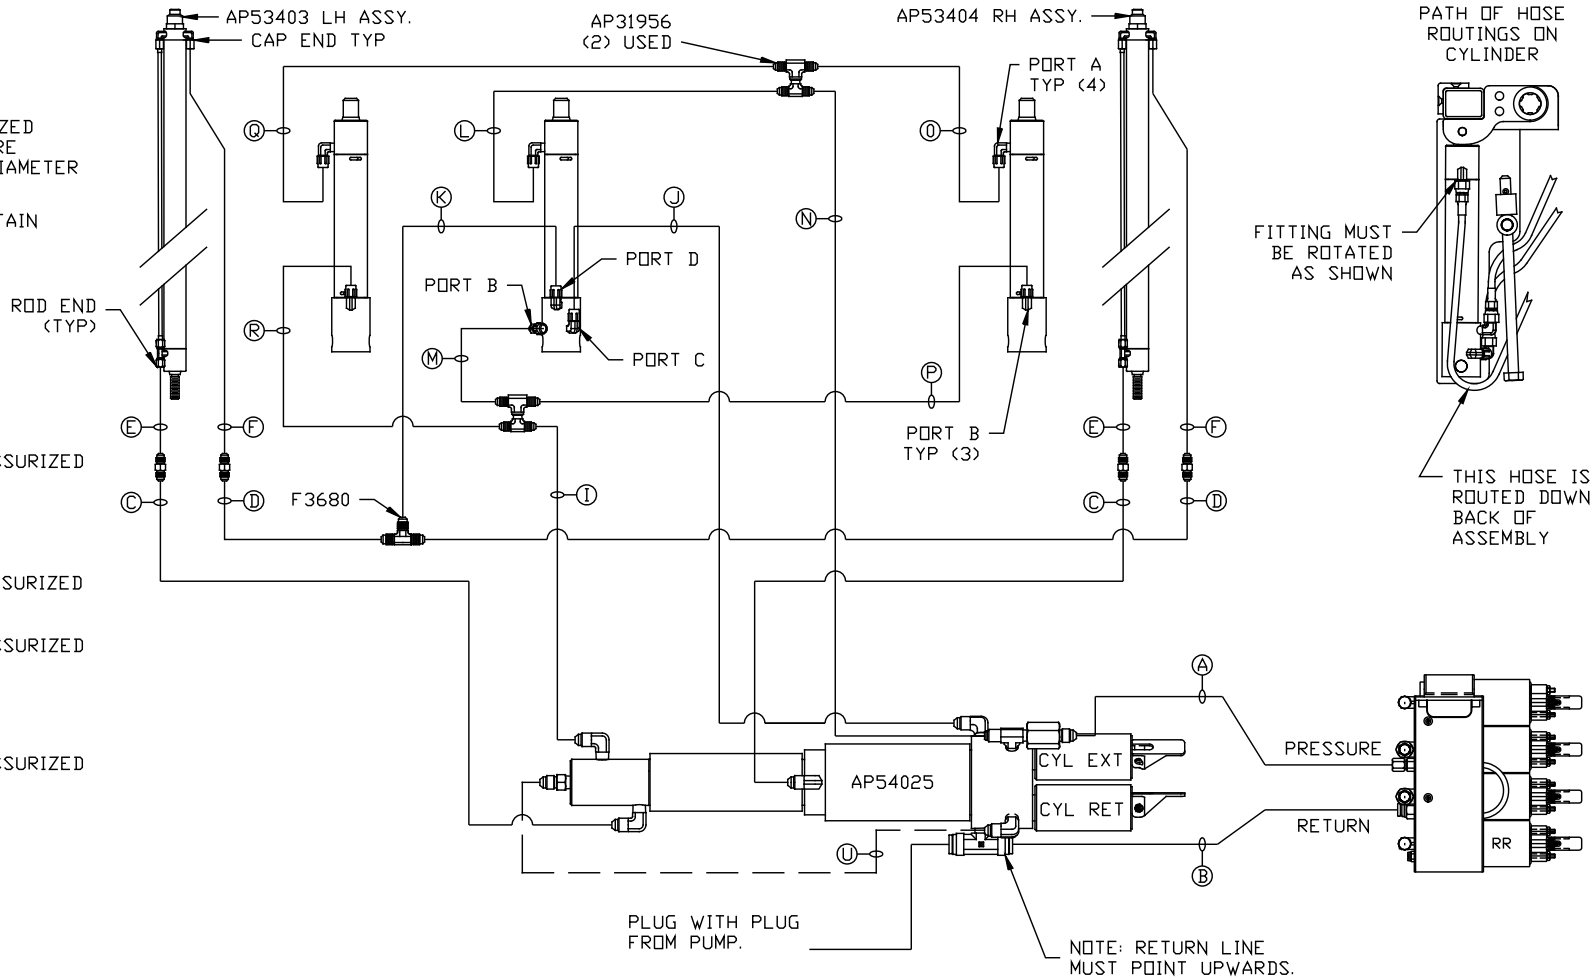 AP53403 LH ASSY.
CAP END TYP
AP31956
(2) USED
AP53404 RH ASSY.
PATH OF HOSE
ROUTINGS ON
CYLINDER
PORT A
TYP (4)
Q
L
O
K
J
N
TAIN
FITTING MUST
BE ROTATED
AS SHOWN
PORT D
PORT B
ROD END
(TYP)
R
M
PORT C
P
E
F
PORT B
TYP (3)
E
F
SURIZED
C
D
F3680
I
C
D
THIS HOSE IS
ROUTED DOWN
BACK OF
ASSEMBLY
SURIZED
SURIZED
A
PRESSURE
SURIZED
CYL EXT
AP54025
CYL RET
RETURN
RR
U
B
PLUG WITH PLUG
FROM PUMP.
NOTE: RETURN LINE
MUST POINT UPWARDS.
ZED
RE
IAMETER